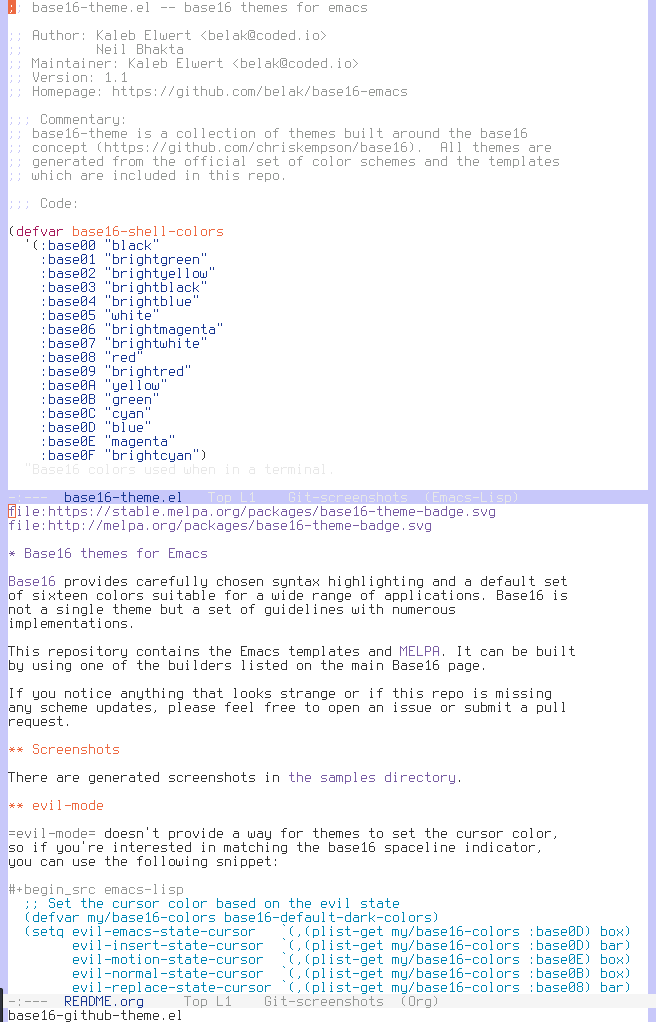 ;; base16-theme.el -- base16 themes for emacs
;; Author: Kaleb Elwert <belak@coded.io>
;;         Neil Bhakta
;; Maintainer: Kaleb Elwert <belak@coded.io>
;; Version: 1.1
;; Homepage: https://github.com/belak/base16-emacs
;;; Commentary:
;; base16-theme is a collection of themes built around the base16
;; concept (https://github.com/chriskempson/base16).  All themes are
;; generated from the official set of color schemes and the templates
;; which are included in this repo.
;;; Code:
(defvar base16-shell-colors
  '(:base00 "black"
    :base01 "brightgreen"
    :base02 "brightyellow"
    :base03 "brightblack"
    :base04 "brightblue"
    :base05 "white"
    :base06 "brightmagenta"
    :base07 "brightwhite"
    :base08 "red"
    :base09 "brightred"
    :base0A "yellow"
    :base0B "green"
    :base0C "cyan"
    :base0D "blue"
    :base0E "magenta"
    :base0F "brightcyan")
  "Base16 colors used when in a terminal.
-:---  base16-theme.el   Top L1    Git-screenshots  (Emacs-Lisp)
file:https://stable.melpa.org/packages/base16-theme-badge.svg
file:http://melpa.org/packages/base16-theme-badge.svg
* Base16 themes for Emacs
Base16 provides carefully chosen syntax highlighting and a default set
of sixteen colors suitable for a wide range of applications. Base16 is
not a single theme but a set of guidelines with numerous
implementations.
This repository contains the Emacs templates and MELPA. It can be built
by using one of the builders listed on the main Base16 page.
If you notice anything that looks strange or if this repo is missing
any scheme updates, please feel free to open an issue or submit a pull
request.
** Screenshots
There are generated screenshots in the samples directory.
** evil-mode
=evil-mode= doesn't provide a way for themes to set the cursor color,
so if you're interested in matching the base16 spaceline indicator,
you can use the following snippet:
#+begin_src emacs-lisp
  ;; Set the cursor color based on the evil state
  (defvar my/base16-colors base16-default-dark-colors)
  (setq evil-emacs-state-cursor   `(,(plist-get my/base16-colors :base0D) box)
        evil-insert-state-cursor  `(,(plist-get my/base16-colors :base0D) bar)
        evil-motion-state-cursor  `(,(plist-get my/base16-colors :base0E) box)
        evil-normal-state-cursor  `(,(plist-get my/base16-colors :base0B) box)
        evil-replace-state-cursor `(,(plist-get my/base16-colors :base08) bar)
-:---  README.org     Top L1    Git-screenshots  (Org)
base16-github-theme.el